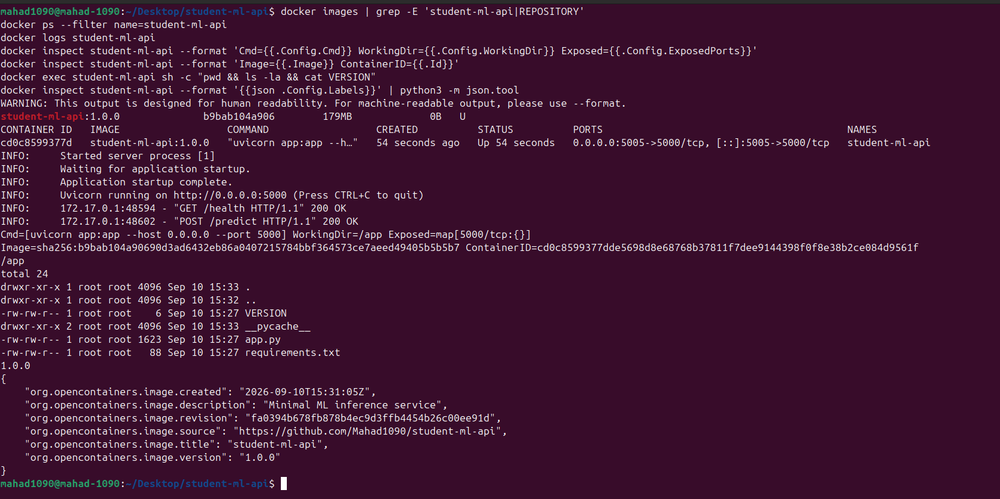 mahad1090@mahad-1090:~/Desktop/student-ml-api$ docker images | grep -E 'student-ml-api|REPOSITORY'
docker ps --filter name=student-ml-api
docker logs student-ml-api
docker inspect student-ml-api --format 'Cmd={{.Config.Cmd}} WorkingDir={{.Config.WorkingDir}} Exposed={{.Config.ExposedPorts}}'
docker inspect student-ml-api --format 'Image={{.Image}} ContainerID={{.Id}}'
docker exec student-ml-api sh -c "pwd && ls -la && cat VERSION"
docker inspect student-ml-api --format '{{json .Config.Labels}}' | python3 -m json.tool
WARNING: This output is designed for human readability. For machine-readable output, please use --format.
student-ml-api:1.0.0              b9bab104a906        179MB             0B   U
CONTAINER ID   IMAGE                  COMMAND                  CREATED          STATUS          PORTS                                         NAMES
cd0c8599377d   student-ml-api:1.0.0   "uvicorn app:app --h…"   54 seconds ago   Up 54 seconds   0.0.0.0:5005->5000/tcp, [::]:5005->5000/tcp   student-ml-api
INFO:     Started server process [1]
INFO:     Waiting for application startup.
INFO:     Application startup complete.
INFO:     Uvicorn running on http://0.0.0.0:5000 (Press CTRL+C to quit)
INFO:     172.17.0.1:48594 - "GET /health HTTP/1.1" 200 OK
INFO:     172.17.0.1:48602 - "POST /predict HTTP/1.1" 200 OK
Cmd=[uvicorn app:app --host 0.0.0.0 --port 5000] WorkingDir=/app Exposed=map[5000/tcp:{}]
Image=sha256:b9bab104a90690d3ad6432eb86a0407215784bbf364573ce7aeed49405b5b5b7 ContainerID=cd0c8599377dde5698d8e68768b37811f7dee9144398f0f8e38b2ce084d9561f
/app
total 24
drwxr-xr-x 1 root root 4096 Sep 10 15:33 .
drwxr-xr-x 1 root root 4096 Sep 10 15:32 ..
-rw-rw-r-- 1 root root    6 Sep 10 15:27 VERSION
drwxr-xr-x 2 root root 4096 Sep 10 15:33 __pycache__
-rw-rw-r-- 1 root root 1623 Sep 10 15:27 app.py
-rw-rw-r-- 1 root root   88 Sep 10 15:27 requirements.txt
1.0.0
{
    "org.opencontainers.image.created": "2026-09-10T15:31:05Z",
    "org.opencontainers.image.description": "Minimal ML inference service",
    "org.opencontainers.image.revision": "fa0394b678fb878b4ec9d3ffb4454b26c00ee91d",
    "org.opencontainers.image.source": "https://github.com/Mahad1090/student-ml-api",
    "org.opencontainers.image.title": "student-ml-api",
    "org.opencontainers.image.version": "1.0.0"
}
mahad1090@mahad-1090:~/Desktop/student-ml-api$